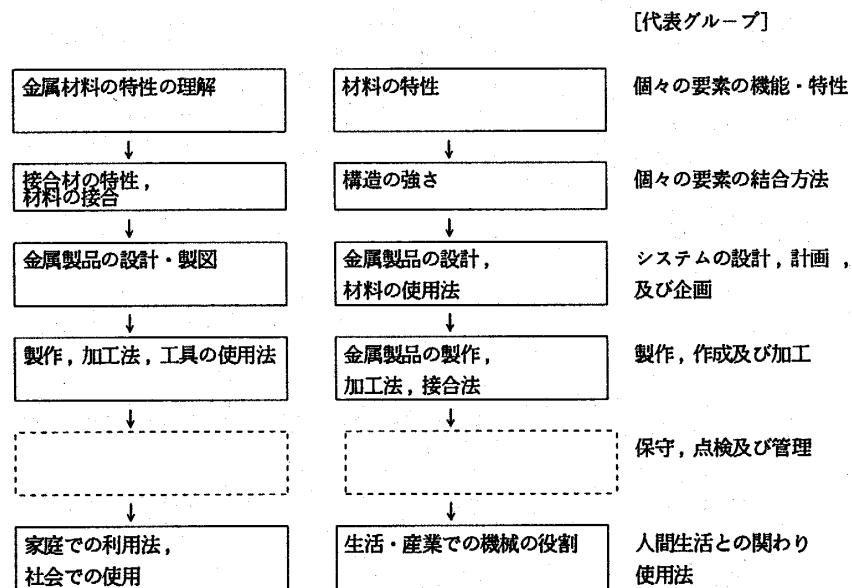 [代表グループ]
金属材料の特性の理解
材料の特性
個々の要素の機能・特性
接合材の特性,
材料の接合
構造の強さ
個々の要素の結合方法
金属製品の設計・製図
金属製品の設計,
材料の使用法
システムの設計,計画 ,
及び企画
製作,加工法,工具の使用法
金属製品の製作,
加工法,接合法
製作,作成及び加工
保守,点検及び管理
家庭での利用法,
社会での使用
生活・産業での機械の役割
人間生活との関わり
使用法